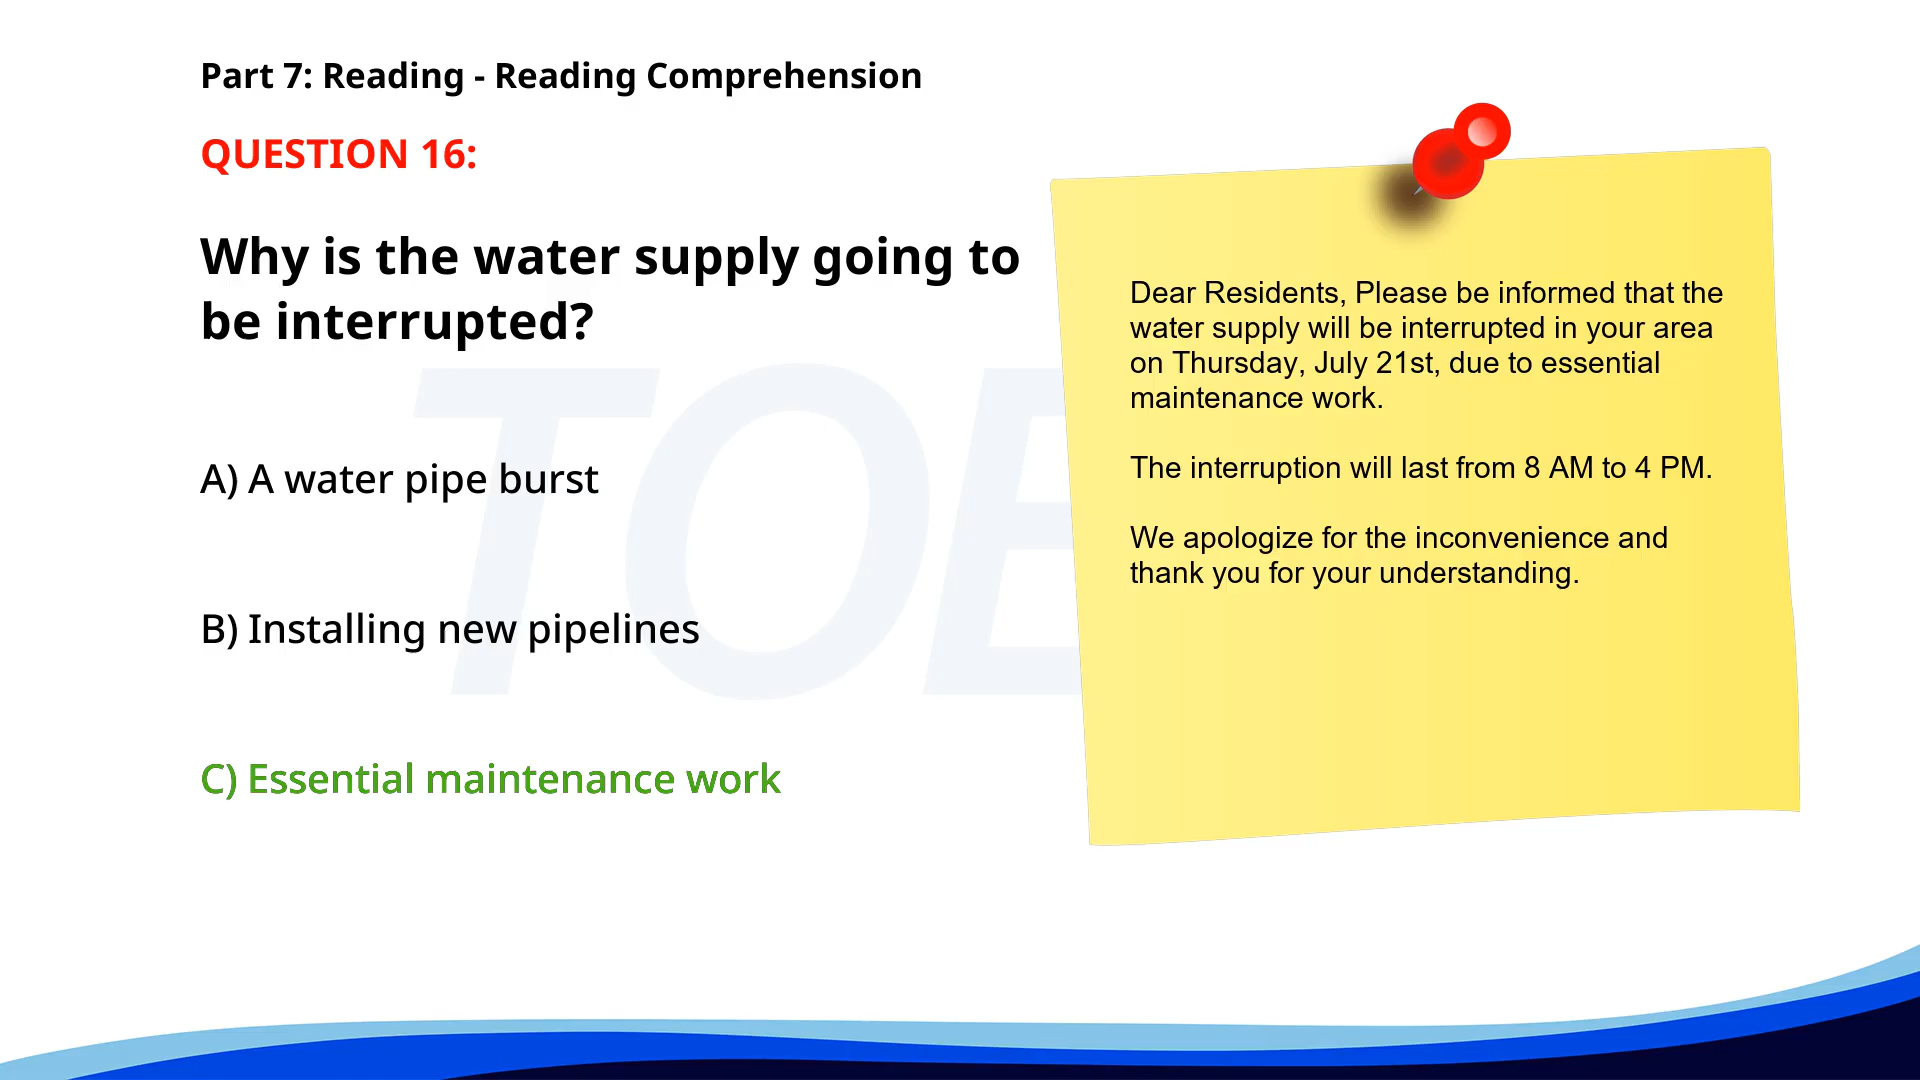 Part 7: Reading - Reading Comprehension
QUESTION 16:
Why is the water supply going to
be interrupted?
A) A water pipe burst
B) Installing new pipelines
C) Essential maintenance work
Dear Residents, Please be informed that the
water supply will be interrupted in your area
on Thursday, July 21st, due to essential
maintenance work.
The interruption will last from 8 AM to 4 PM.
We apologize for the inconvenience and
thank you for your understanding.